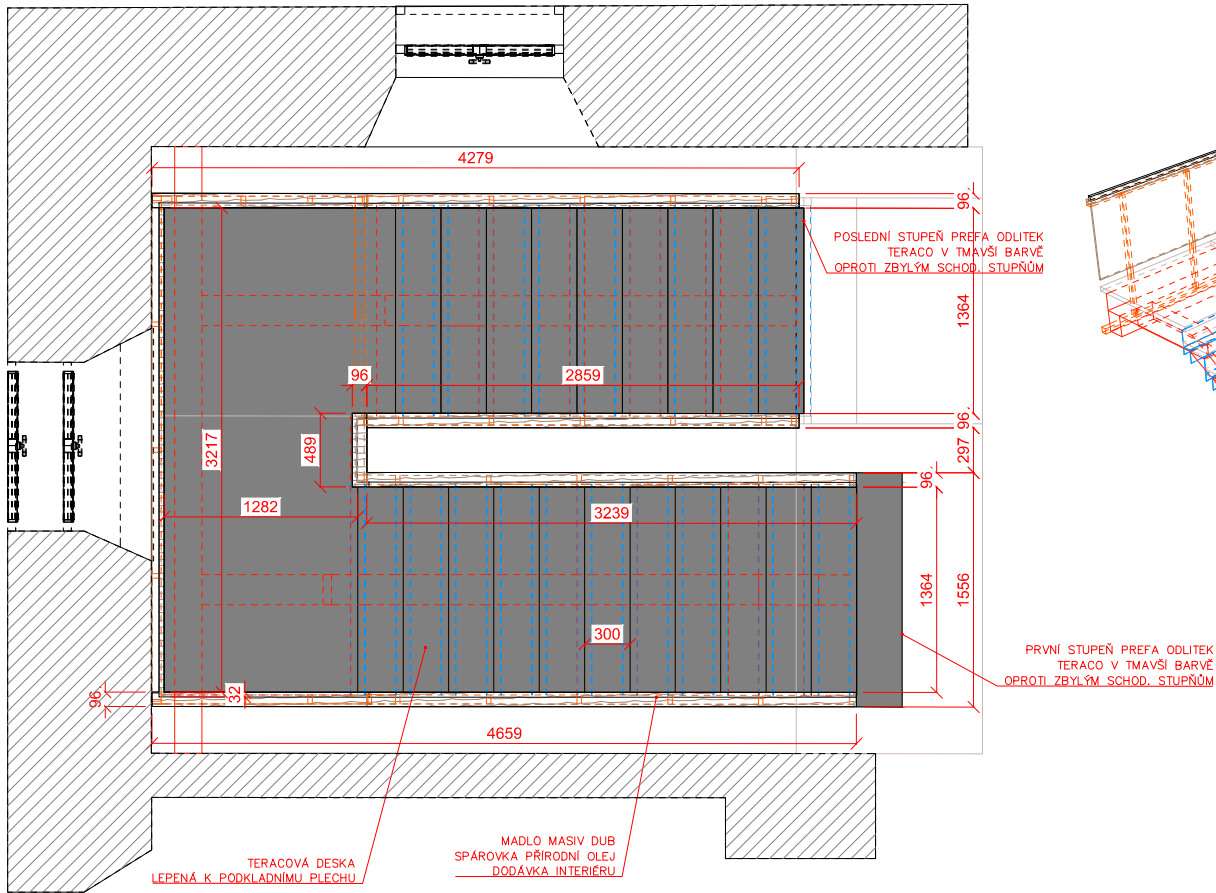 4279
96
POSLEDNÍ STUPEŇ PREFA ODLITEK
TERACO V TMAVŠÍ BARVĚ
OPROTI ZBYLÝM SCHOD. STUPŇŮM
1364
96
2859
96
297
489
3217
96
1282
3239
1364
1556
300
PRVNÍ STUPEŇ PREFA ODLITEK
TERACO V TMAVŠÍ BARVĚ
OPROTI ZBYLÝM SCHOD. STUPŇŮM
96
32
4659
MADLO MASIV DUB
SPÁROVKA PŘÍRODNÍ OLEJ
DODÁVKA INTERIÉRU
TERACOVÁ DESKA
LEPENÁ K PODKLADNÍMU PLECHU